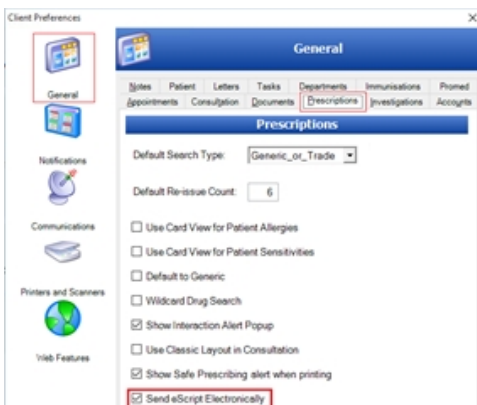 Client Preferences
General
General
Notes Patient Letters Tasks Departments Immunisations Promed
Appointments Consultation Documents Prescriptions Investigations Accounts
Prescriptions
Default Search Type: Generic_or_Trade
Notifications
Default Re-issue Count: 6
Communications
Use Card View for Patient Allergies
Use Card View for Patient Sensitivities
Default to Generic
Printers and Scanners
Wildcard Drug Search
Show Interaction Alert Popup
Web Features
Use Classic Layout in Consultation
Show Safe Prescribing alert when printing
Send eScript Electronically